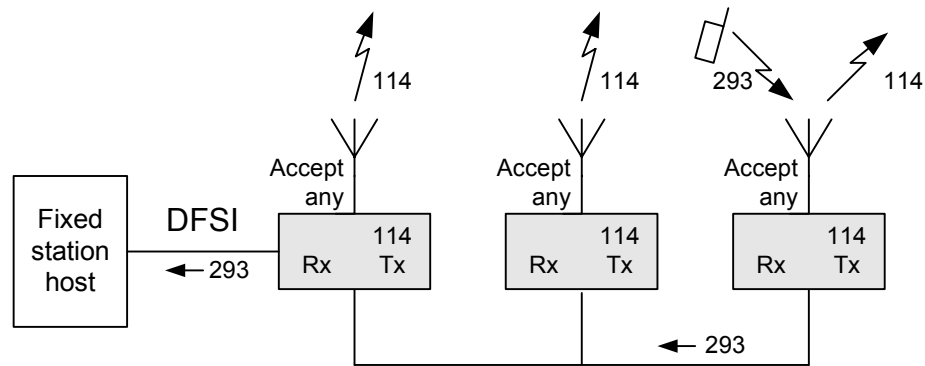 114
114
293
114
Accept
any
Accept
any
Accept
any
Fixed
station
host
DFSI
293
114
Rx Tx
114
Rx Tx
114
Rx Tx
293